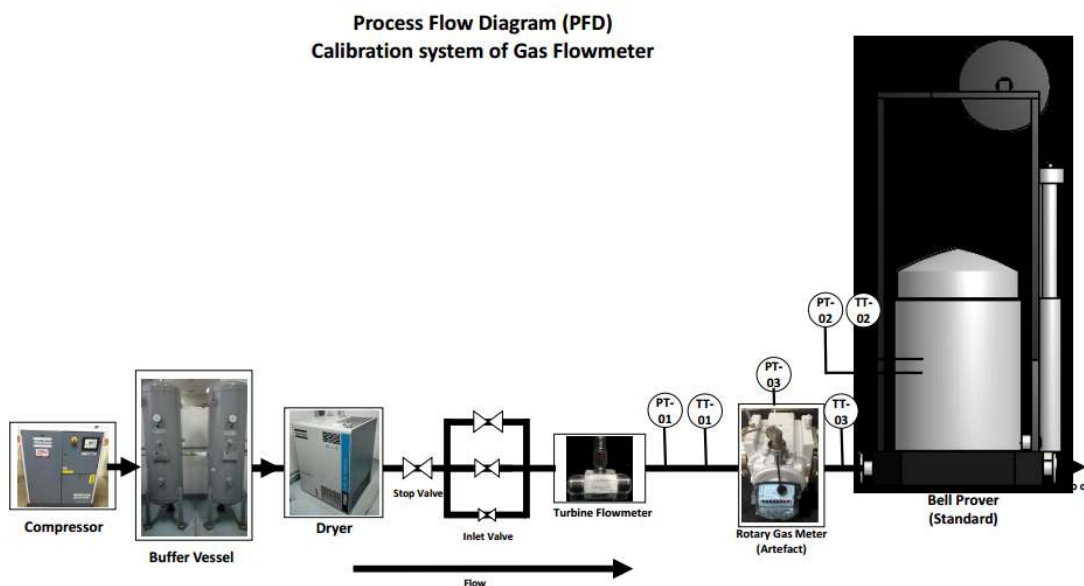 Process Flow Diagram (PFD)
Calibration system of Gas Flowmeter
PT-
02
TT-
02
PT-
03
PT-
01
TT-
01
TT-
03
Stop Valve
Compressor
Buffer Vessel
Dryer
Inlet Valve
Turbine Flowmeter
Rotary Gas Meter
(Artefact)
Bell Prover
(Standard)
Flow